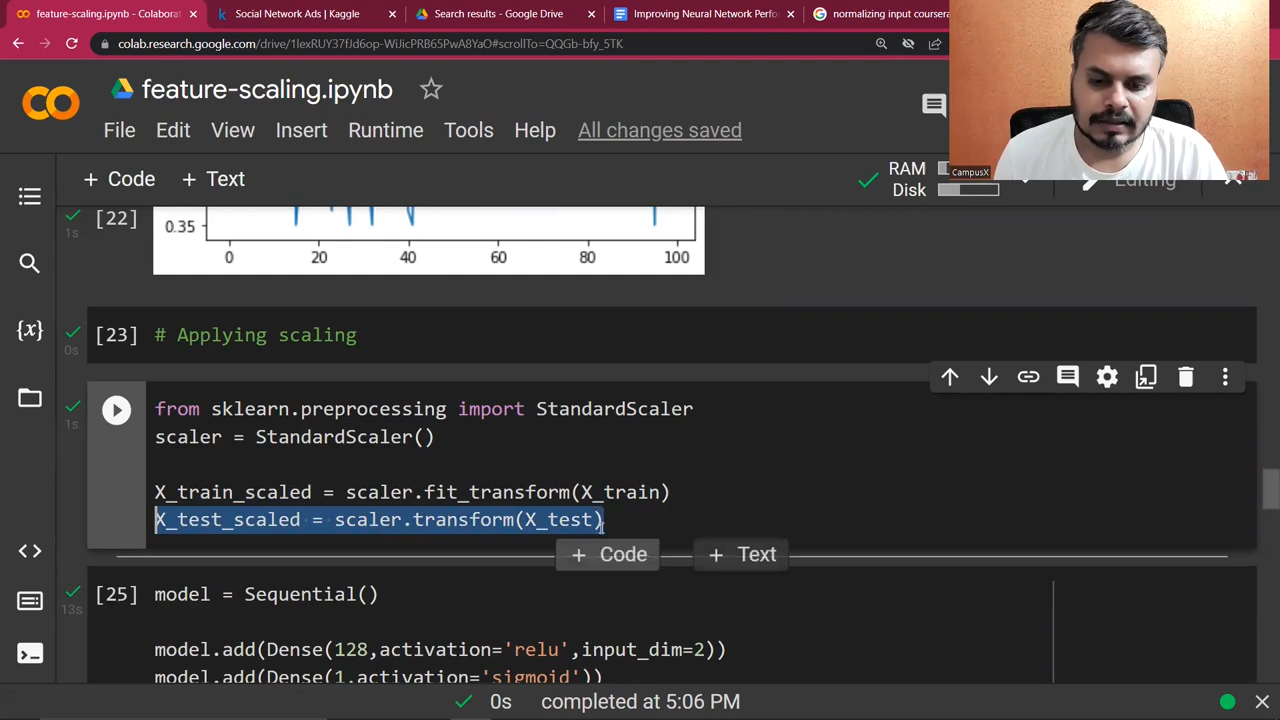 feature-scaling.ipynb - Colaborat
Social Network Ads | Kaggle
Search results - Google Drive
Improving Neural Network Perfo
normalizing input coursera
colab.research.google.com/drive/1lexRUY37fJd6op-WiJicPRB65PwA8YaO#scrollTo=QQGb-bfy_5TK
feature-scaling.ipynb
File Edit View Insert Runtime Tools Help All changes saved
+ Code + Text
RAM
Disk
Editing
CampusX
[22]
1s
0.35
0 20 40 60 80 100
[23] # Applying scaling
0s
from sklearn.preprocessing import StandardScaler
1s
scaler = StandardScaler()
X_train_scaled = scaler.fit_transform(X_train)
X_test_scaled = scaler.transform(X_test)
+ Code + Text
[25] model = Sequential()
13s
model.add(Dense(128,activation='relu',input_dim=2))
model.add(Dense(1,activation='sigmoid'))
0s completed at 5:06 PM